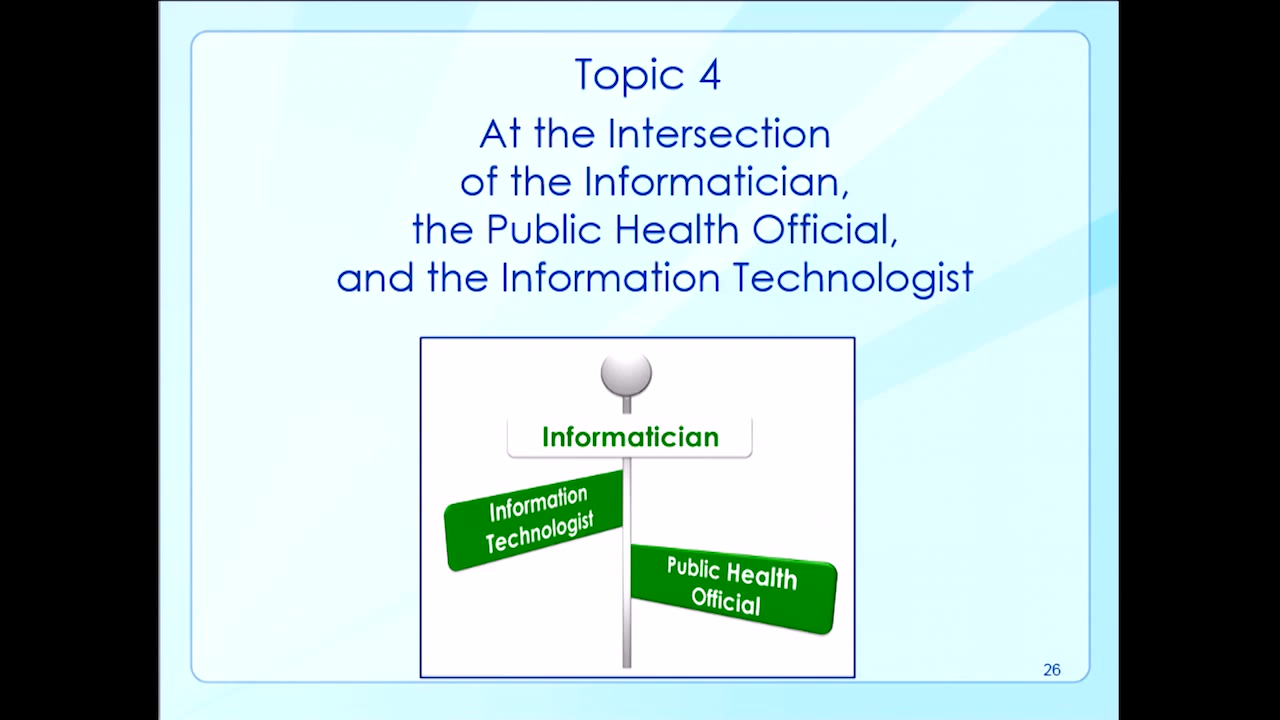 Topic 4
At the Intersection
of the Informatician,
the Public Health Official,
and the Information Technologist
Informatician
Information
Technologist
Public Health
Official
26